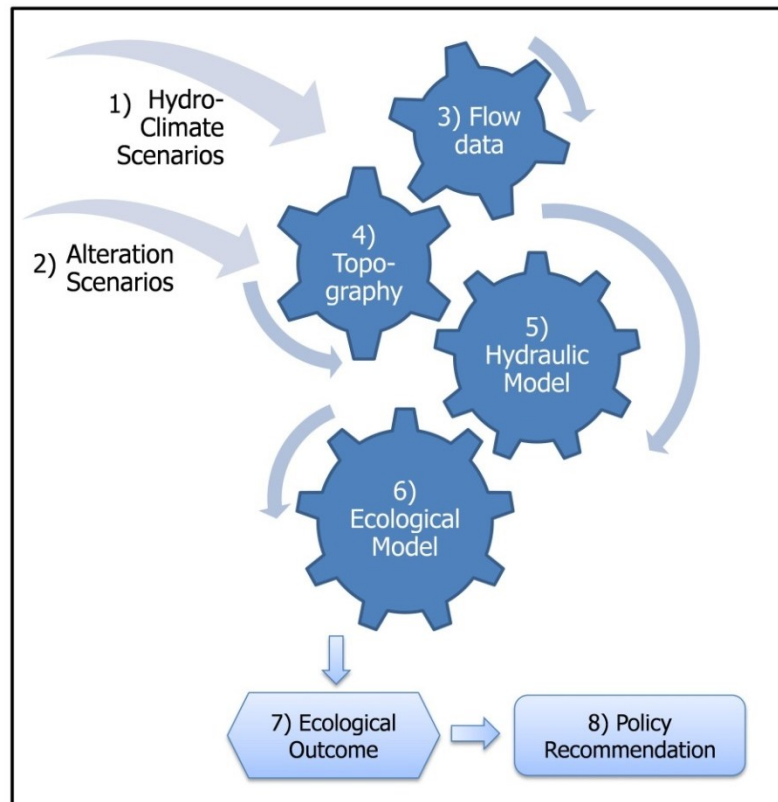 1) Hydro-
Climate
Scenarios
2) Alteration
Scenarios
3) Flow
data
4)
Topo-
graphy
5)
Hydraulic
Model
6)
Ecological
Model
7) Ecological
Outcome
8) Policy
Recommendation